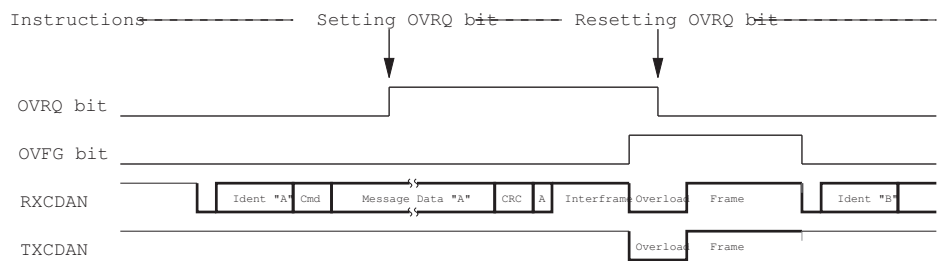 Instructions Setting OVRQ bit Resetting OVRQ bit
OVRQ bit
OVFG bit
RXCDAN Ident "A" Cmd Message Data "A" CRC A Interframe Overload Frame Ident "B"
TXCDAN Overload Frame